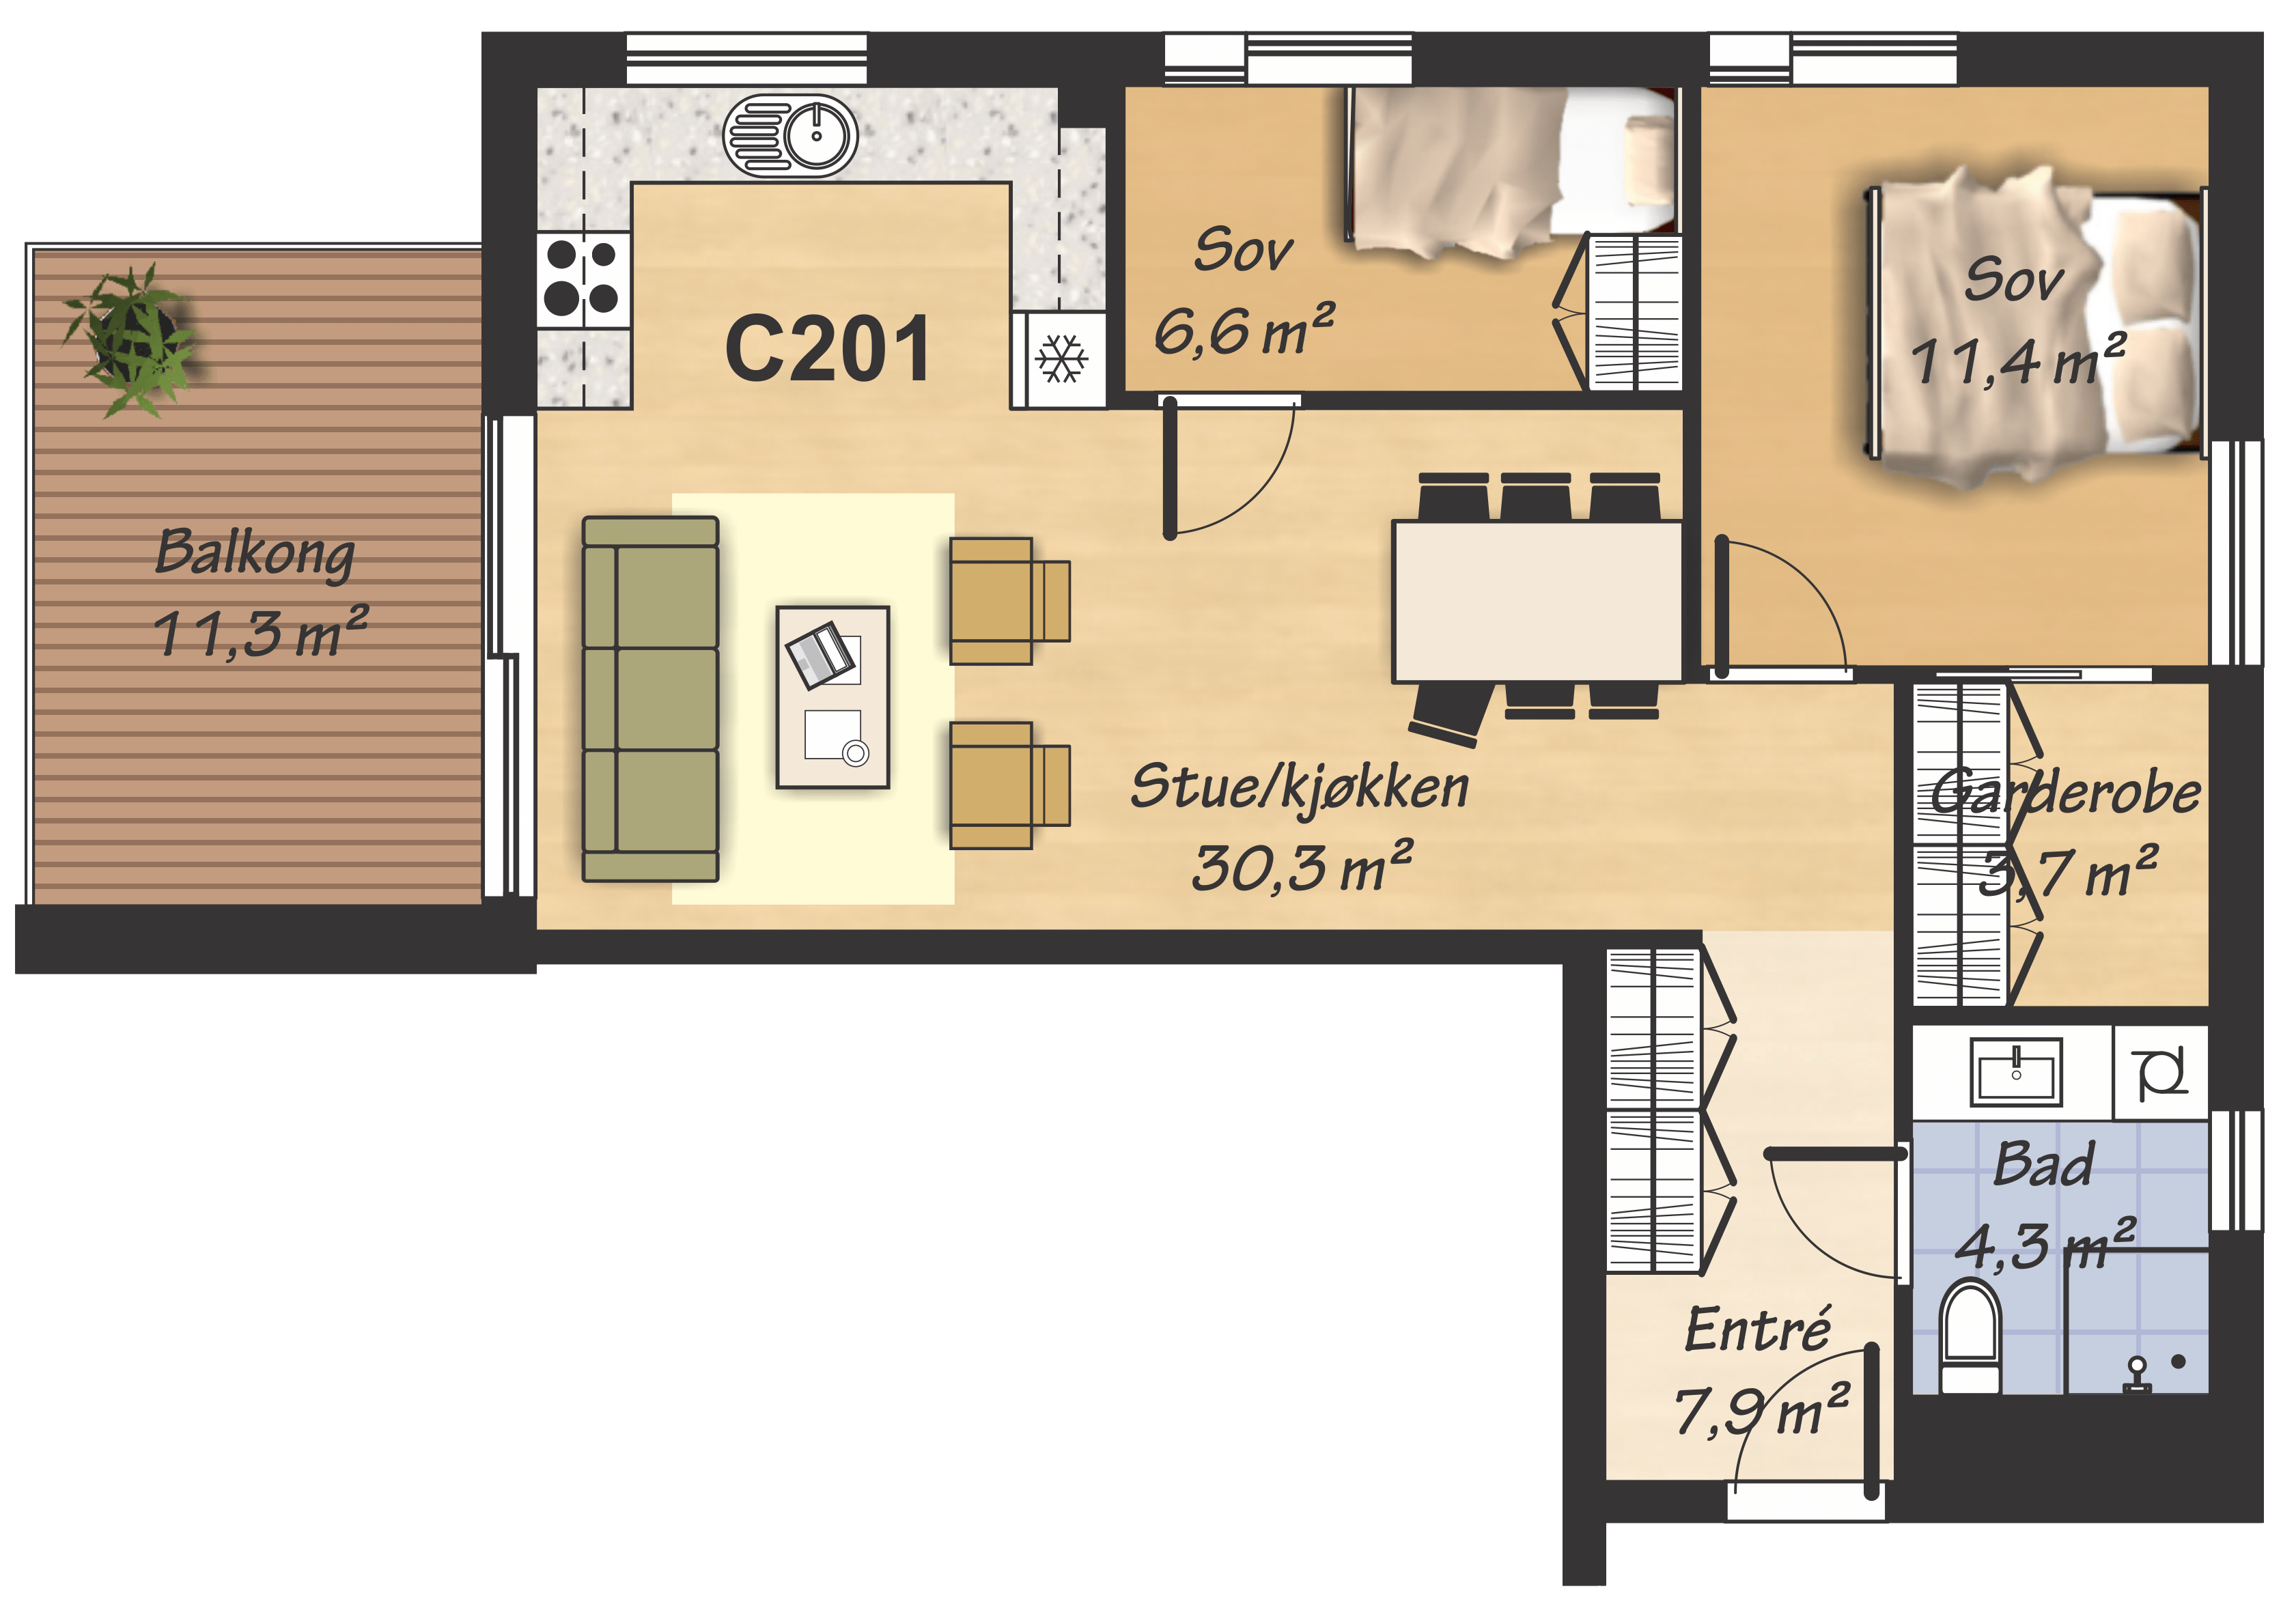 C201
Sov
6,6 m²
Sov
11,4 m²
Balkong
11,3 m²
Stue/kjøkken
30,3 m²
Garderobe
3,7 m²
Bad
4,3 m²
Entré
7,9 m²